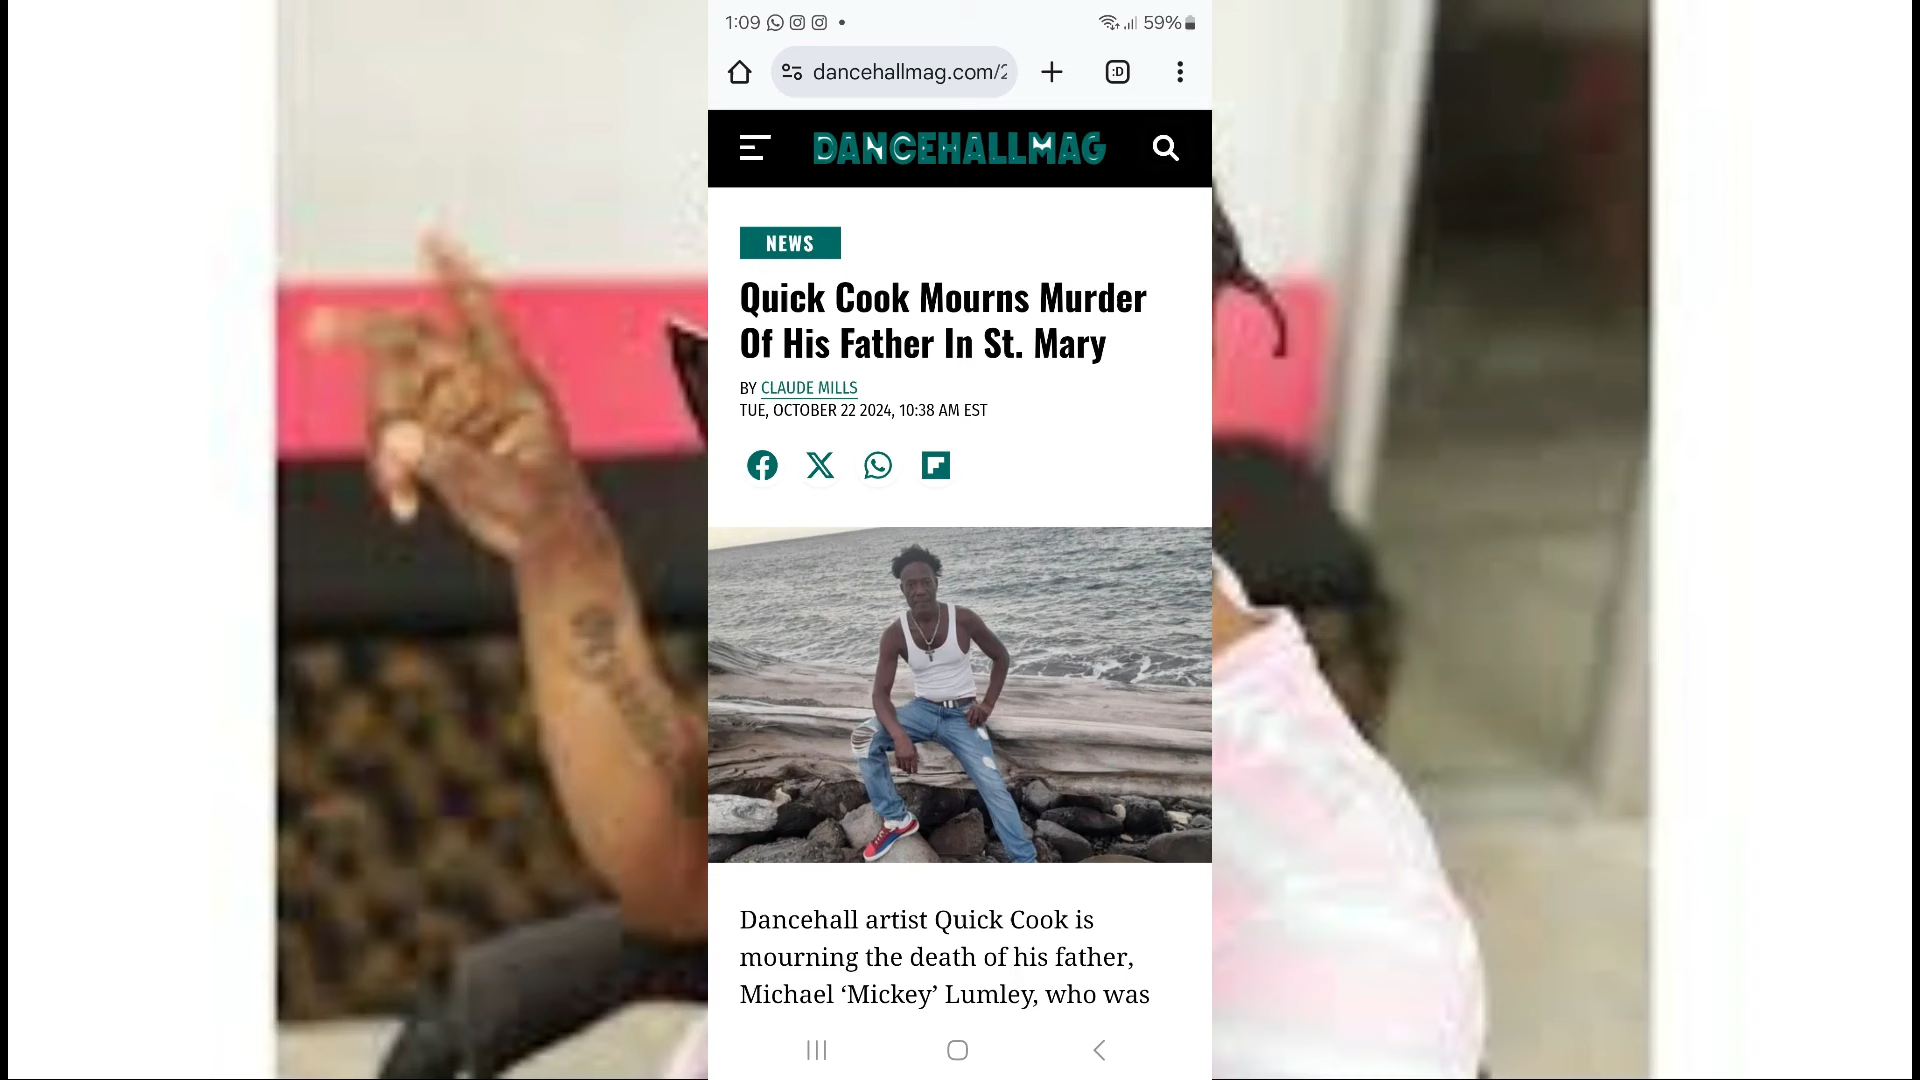 1:09
59%
dancehallmag.com/2
:D
DANCEHALLMAG
NEWS
Quick Cook Mourns Murder
Of His Father In St. Mary
BY CLAUDE MILLS
TUE, OCTOBER 22 2024, 10:38 AM EST
Dancehall artist Quick Cook is
mourning the death of his father,
Michael ‘Mickey’ Lumley, who was